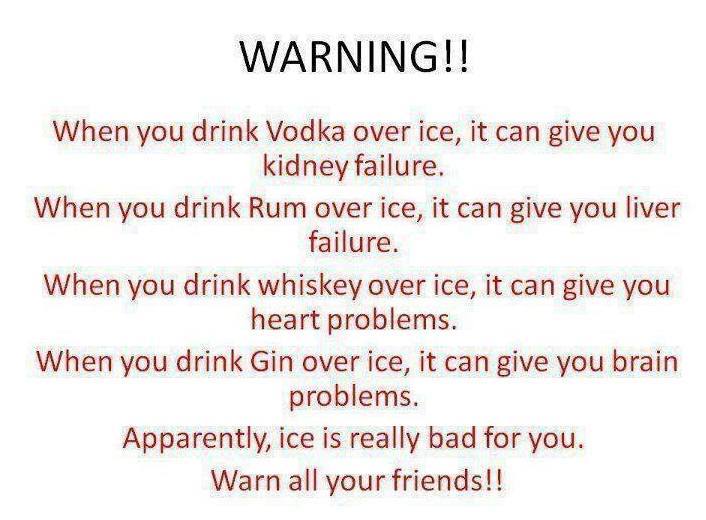 WARNING!!
When you drink Vodka over ice, it can give you
kidney failure.
When you drink Rum over ice, it can give you liver
failure.
When you drink whiskey over ice, it can give you
heart problems.
When you drink Gin over ice, it can give you brain
problems.
Apparently, ice is really bad for you.
Warn all your friends!!